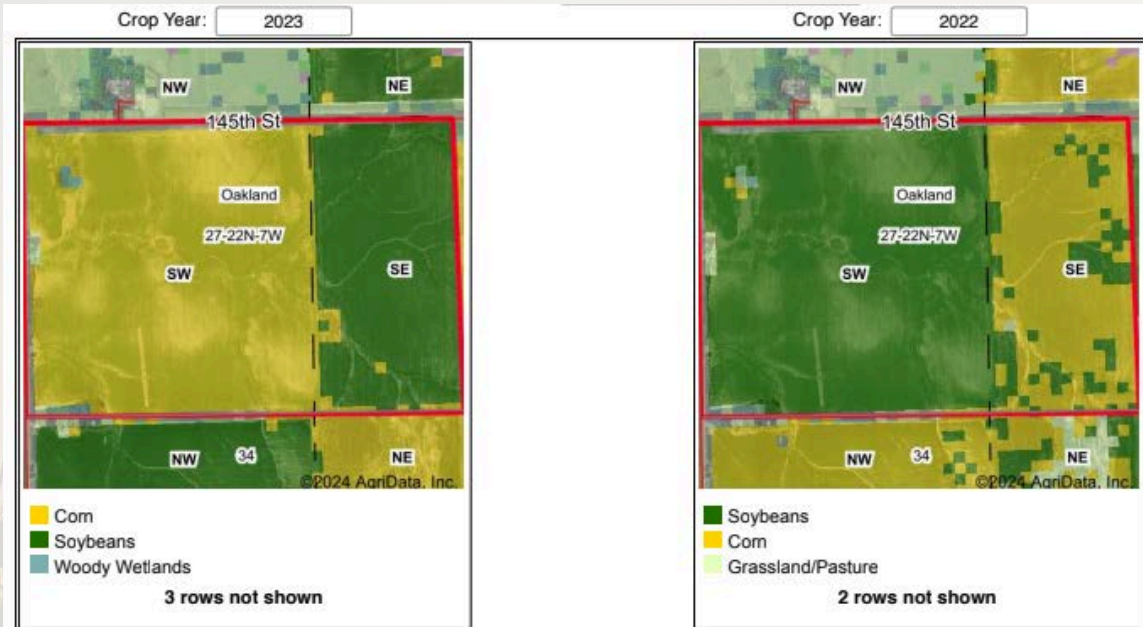 Crop Year: 2023
NW
NE
145th St
Oakland
27-22N-7W
SW
SE
NW
34
NE
©2024 AgriData, Inc.
Corn
Soybeans
Woody Wetlands
3 rows not shown
Crop Year: 2022
NW
NE
145th St
Oakland
27-22N-7W
SW
SE
NW
34
NE
©2024 AgriData, Inc.
Soybeans
Corn
Grassland/Pasture
2 rows not shown